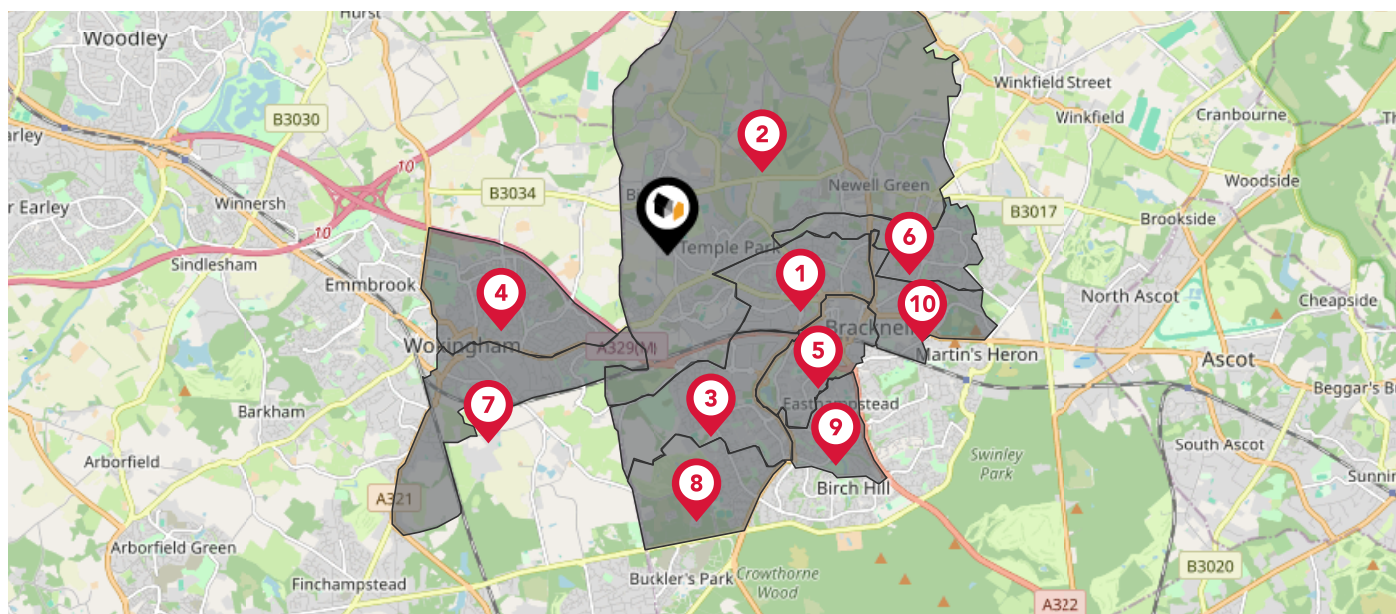 Hurst
Woodley
Winkfield Street
Cranbourne
B3030
Winkfield
2
10
Woodside
Newell Green
B3034
r Earley
Winnersh
B3017
Brookside
10
6
Temple Park
Sindlesham
1
Emmbrook
4
North Ascot
Cheapside
10
Bracknell
Wokingham
A329(M)
5
Martin's Heron
Ascot
Beggar's B
3
Easthampstead
7
Barkham
9
South Ascot
Swinley
Park
Arborfield
Sunnin
8
Birch Hill
A321
Arborfield Green
B3020
Buckler's Park
Crowthorne
Wood
Finchampstead
A322